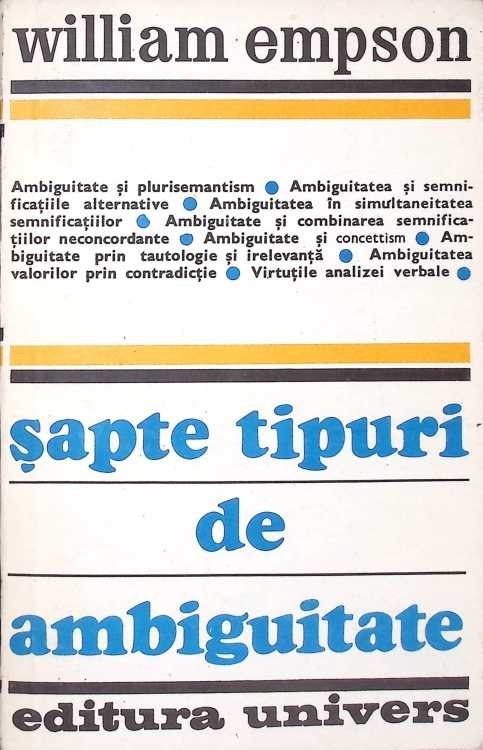 william empson
Ambiguitate și plurisemantism ● Ambiguitatea și semni-
ficațiile alternative ● Ambiguitatea în simultaneitatea
semnificațiilor ● Ambiguitate și combinarea semnifica-
țiilor neconcordante ● Ambiguitate și concettism ● Am-
biguitate prin tautologie și irelevanță ● Ambiguitatea
valorilor prin contradicție ● Virtuțile analizei verbale ●
șapte tipuri
de
ambiguitate
editura univers